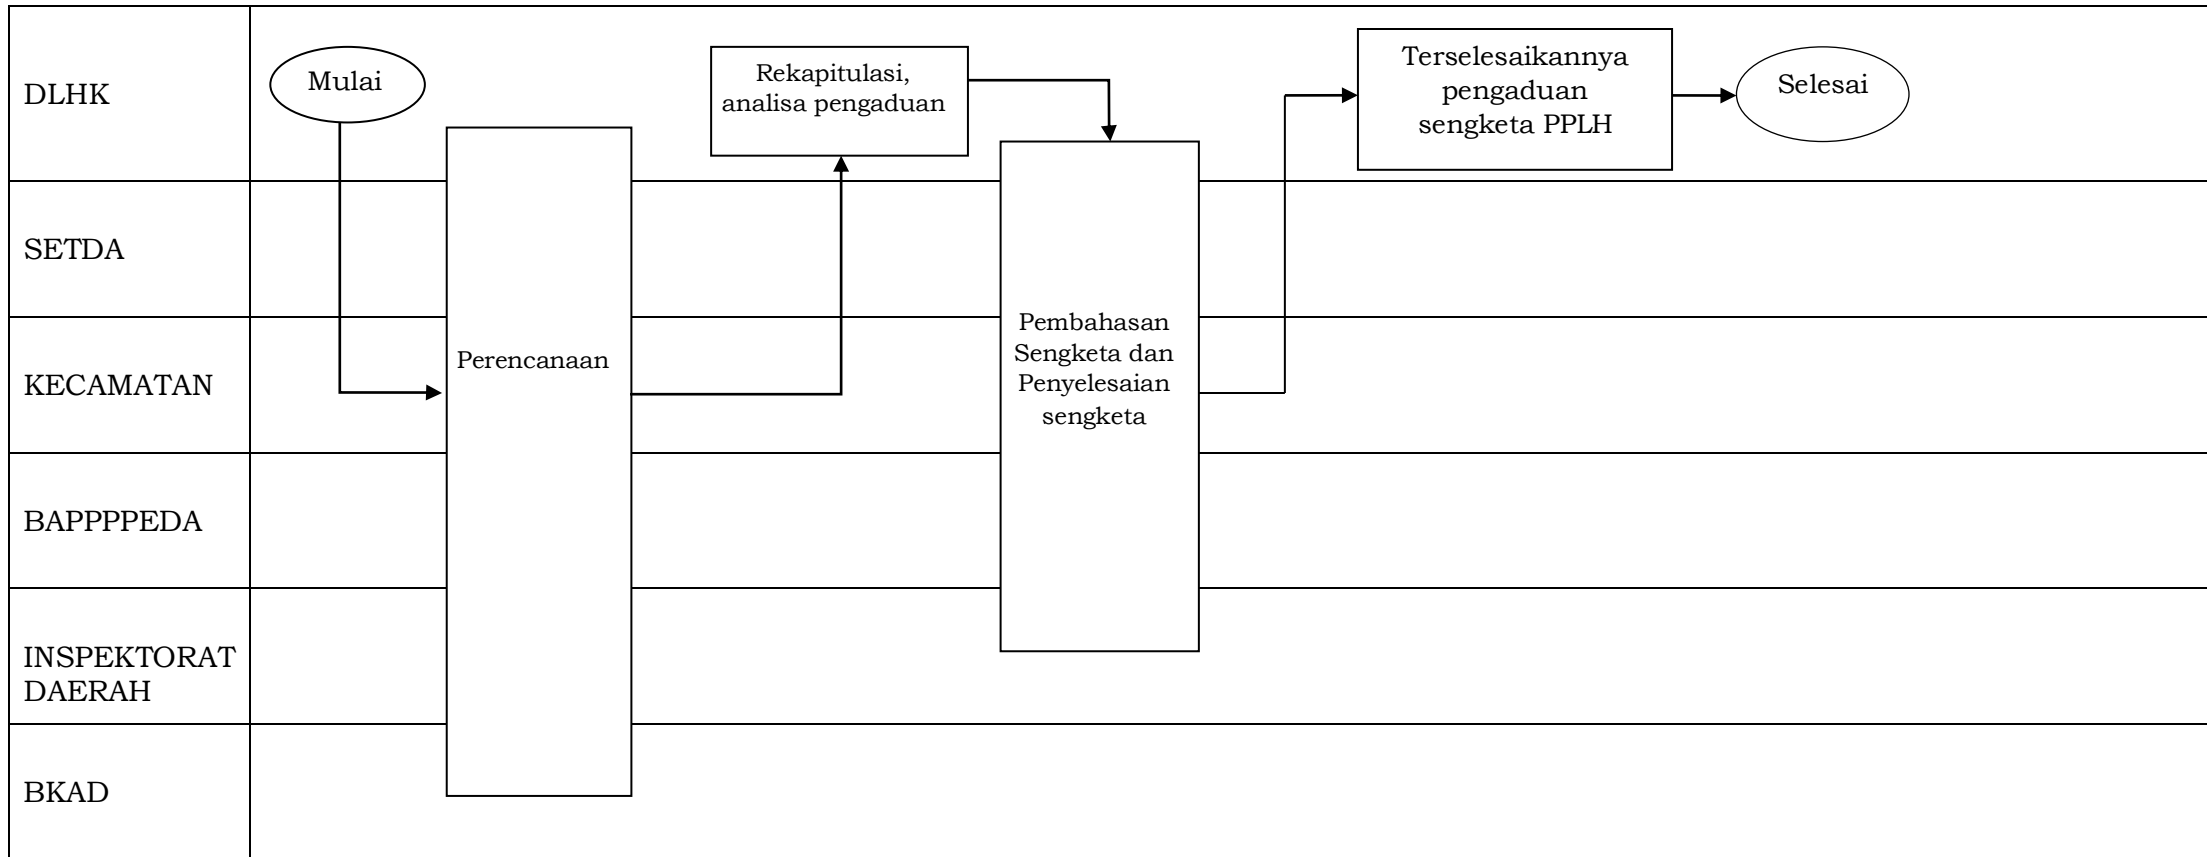 DLHK
Mulai
Rekapitulasi,
analisa pengaduan
Terselesaikannya
pengaduan
sengketa PPLH
Selesai
SETDA
KECAMATAN
Perencanaan
Pembahasan
Sengketa dan
Penyelesaian
sengketa
BAPPPPEDA
INSPEKTORAT
DAERAH
BKAD